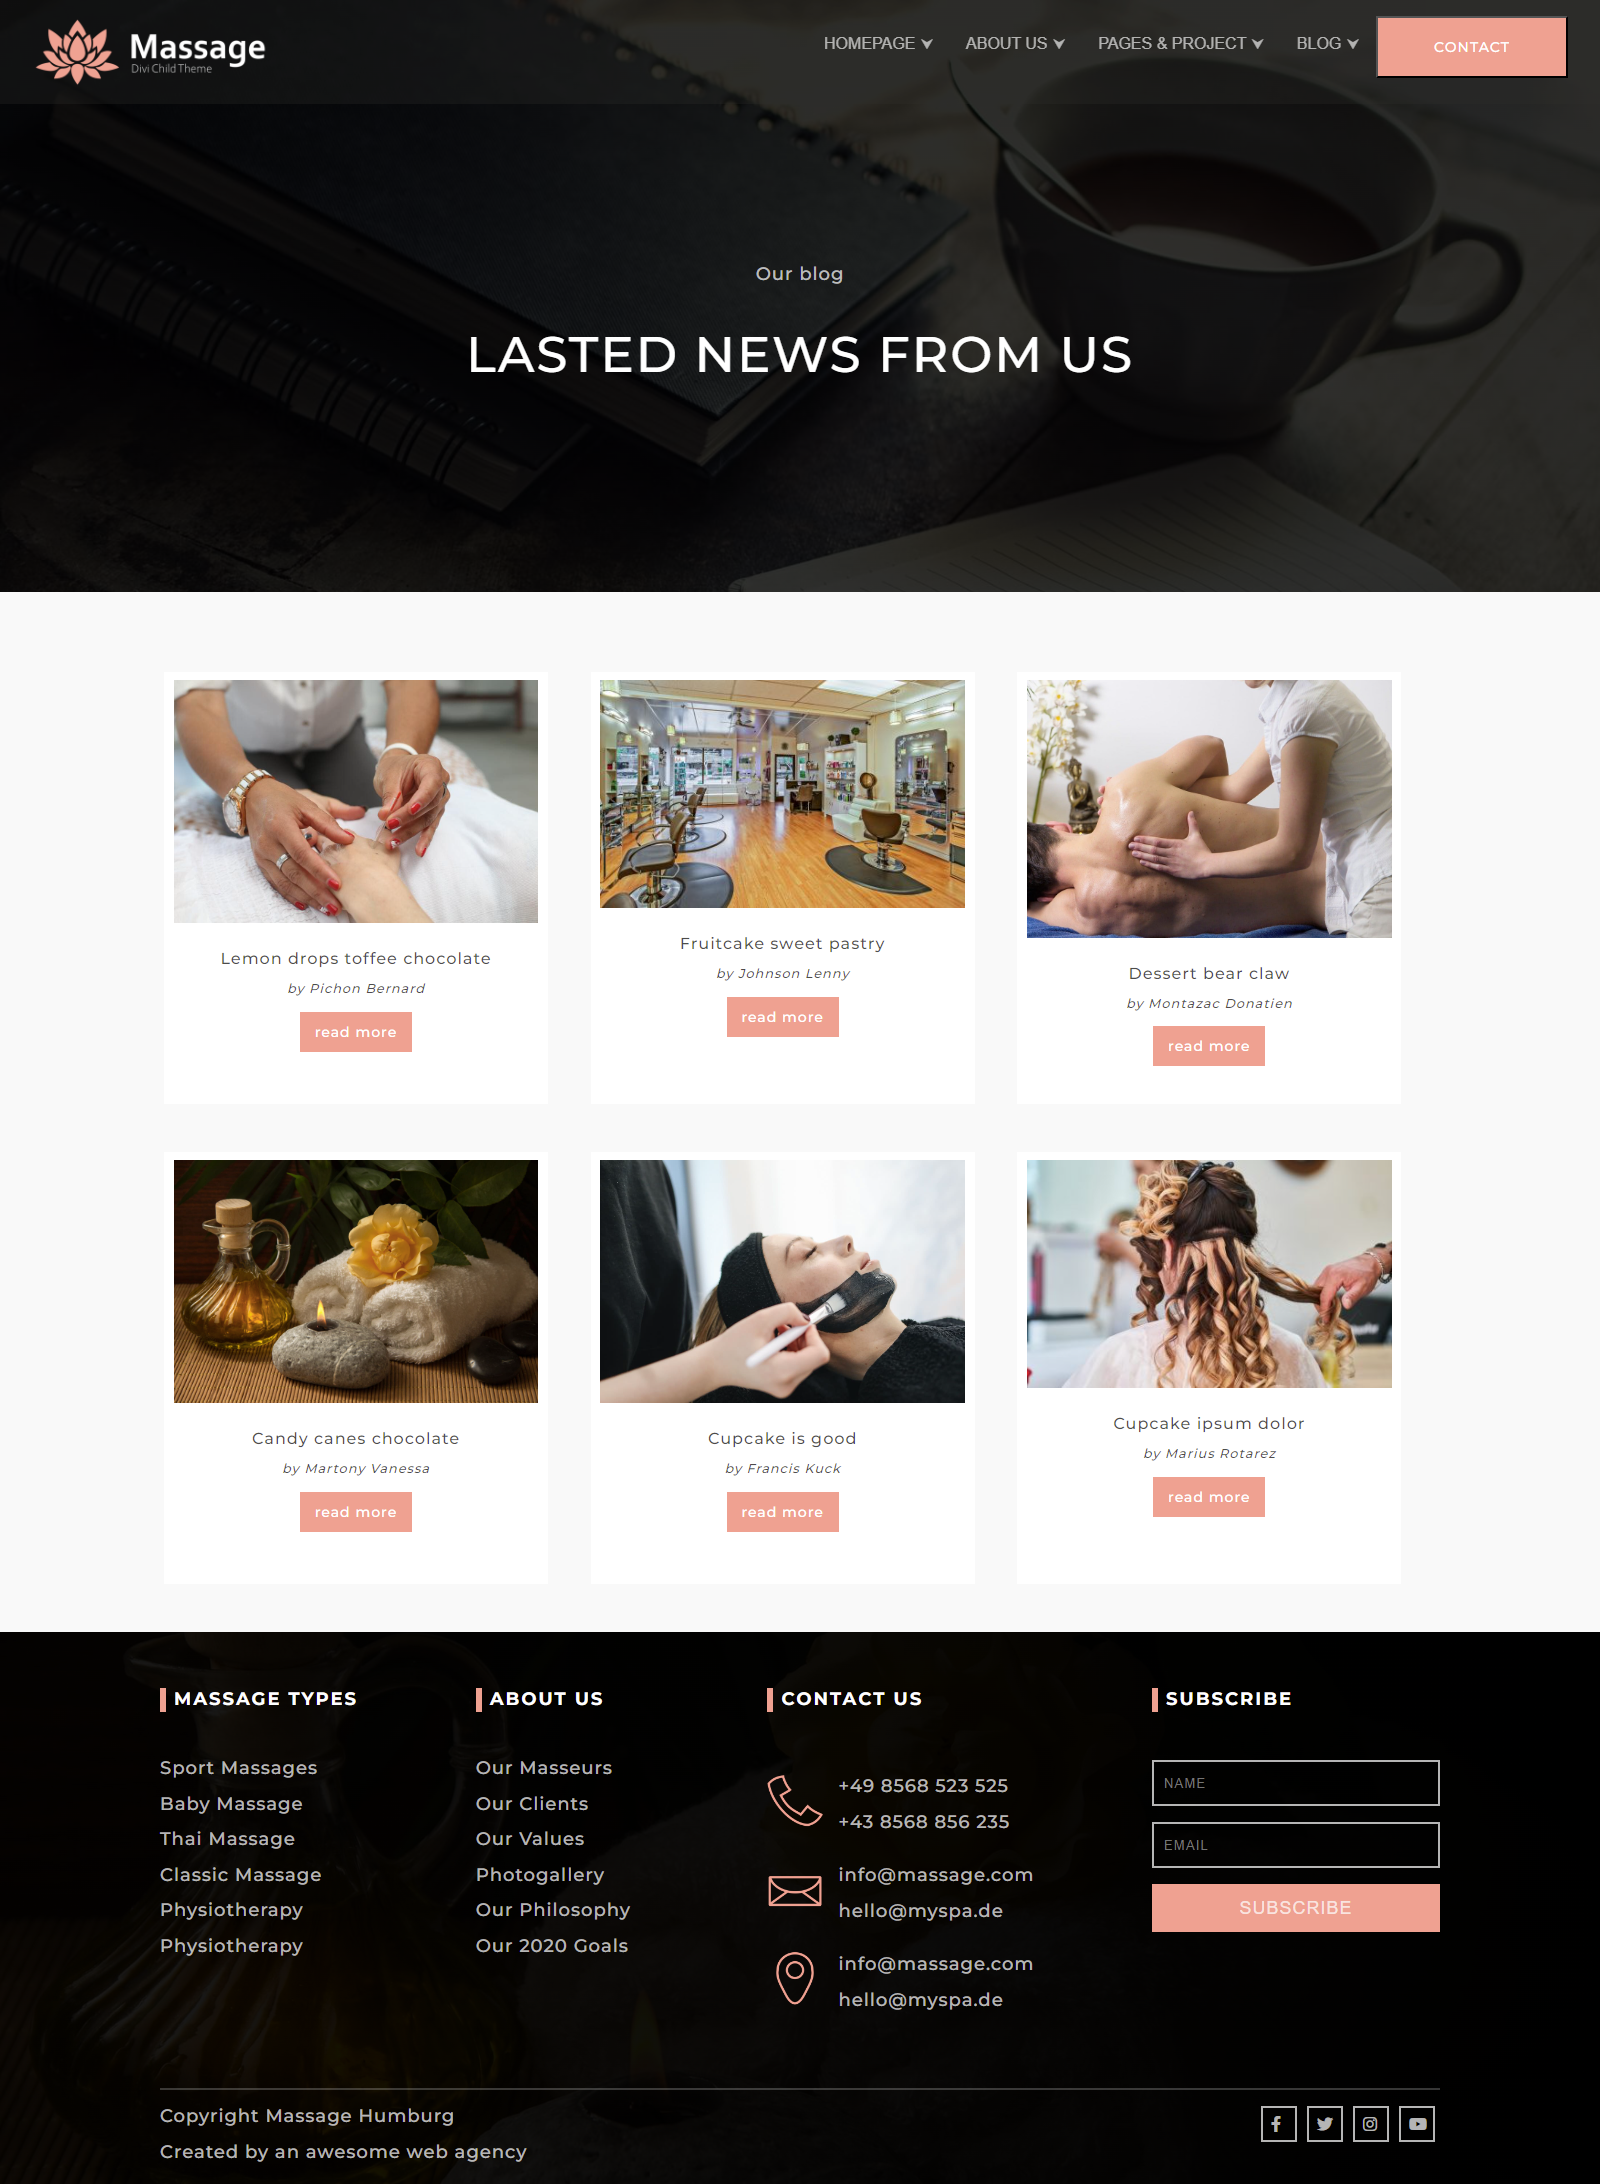 Massage
Divi Child Theme
HOMEPAGE
ABOUT US
PAGES & PROJECT
BLOG
CONTACT
Our blog
LASTED NEWS FROM US
Lemon drops toffee chocolate
by Pichon Bernard
read more
Fruitcake sweet pastry
by Johnson Lenny
read more
Dessert bear claw
by Montazac Donatien
read more
Candy canes chocolate
by Martony Vanessa
read more
Cupcake is good
by Francis Kuck
read more
Cupcake ipsum dolor
by Marius Rotarez
read more
MASSAGE TYPES
Sport Massages
Baby Massage
Thai Massage
Classic Massage
Physiotherapy
Physiotherapy
ABOUT US
Our Masseurs
Our Clients
Our Values
Photogallery
Our Philosophy
Our 2020 Goals
CONTACT US
+49 8568 523 525
+43 8568 856 235
info@massage.com
hello@myspa.de
info@massage.com
hello@myspa.de
SUBSCRIBE
NAME
EMAIL
SUBSCRIBE
Copyright Massage Humburg
Created by an awesome web agency